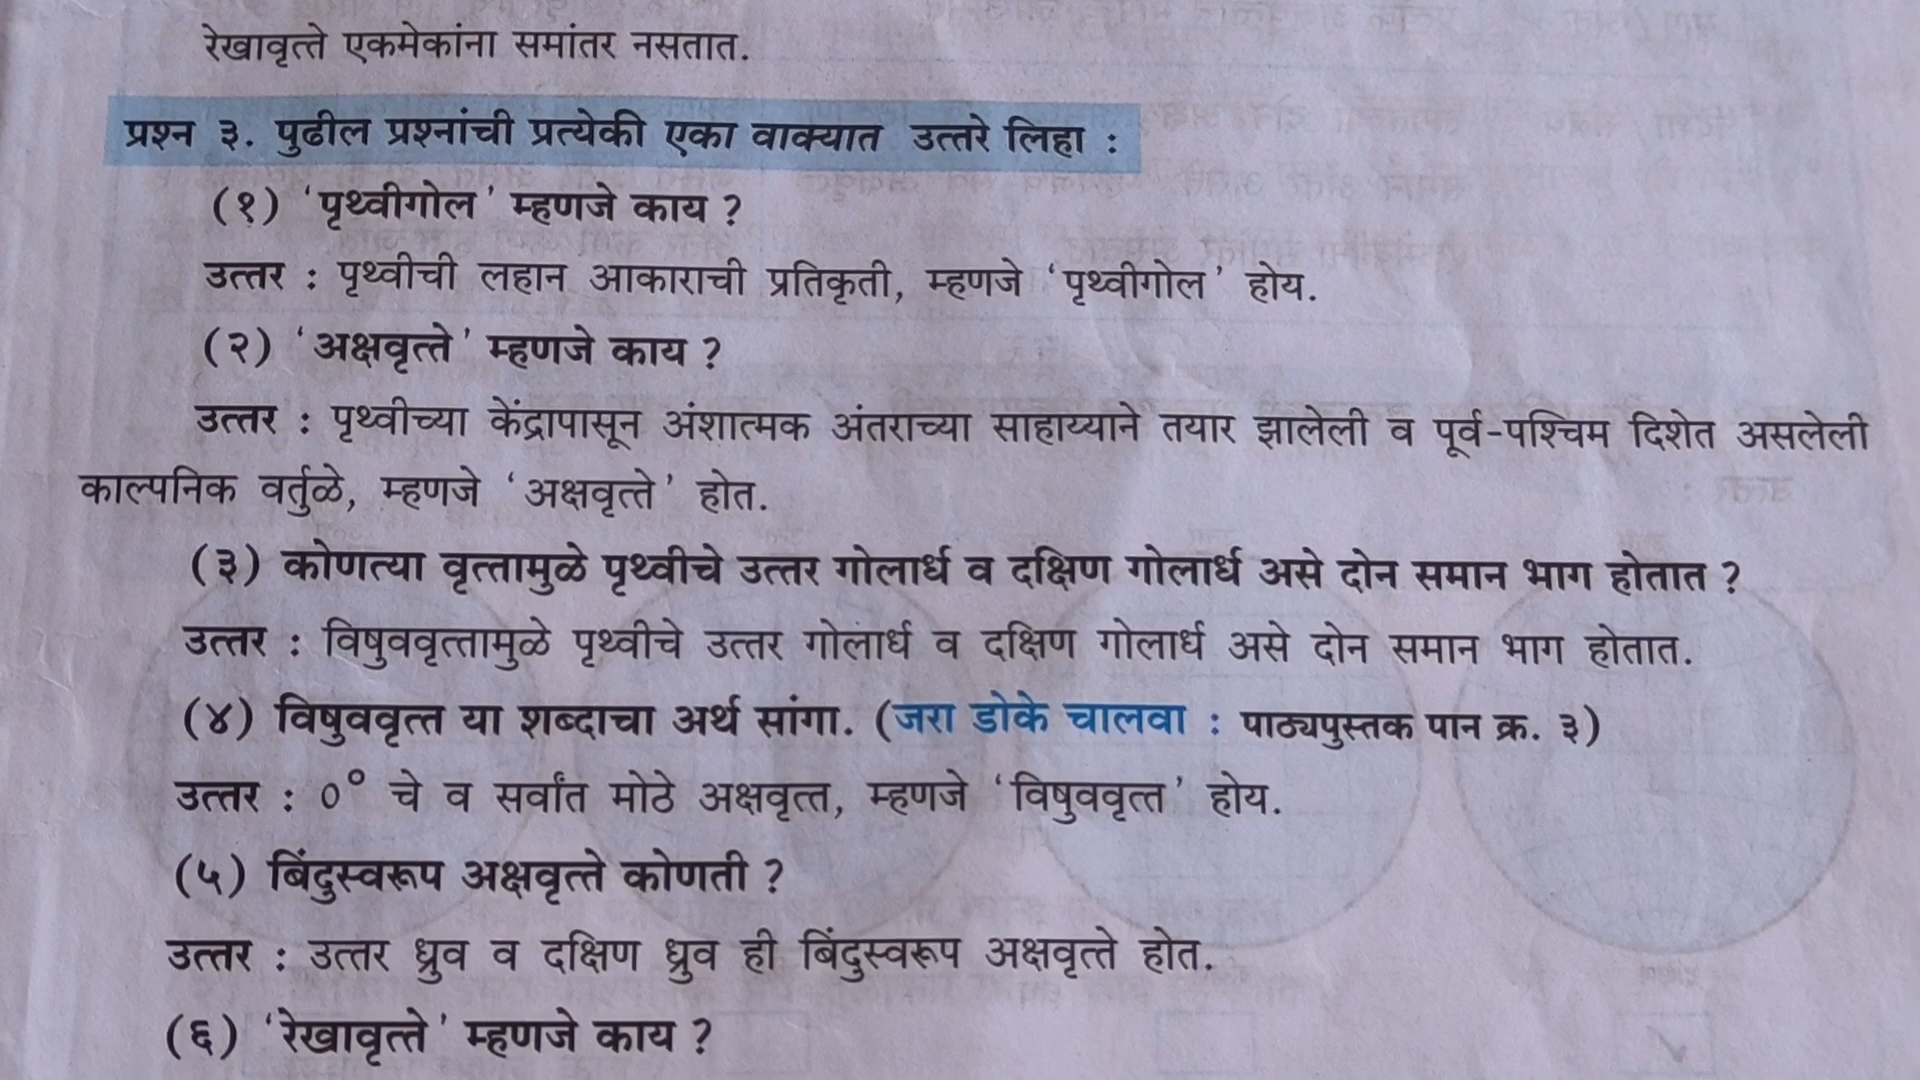 रेखावृत्ते एकमेकांना समांतर नसतात.
प्रश्न ३. पुढील प्रश्नांची प्रत्येकी एका वाक्यात उत्तरे लिहा :
(१) 'पृथ्वीगोल' म्हणजे काय ?
उत्तर : पृथ्वीची लहान आकाराची प्रतिकृती, म्हणजे 'पृथ्वीगोल' होय.
(२) 'अक्षवृत्ते' म्हणजे काय ?
उत्तर : पृथ्वीच्या केंद्रापासून अंशात्मक अंतराच्या साहाय्याने तयार झालेली व पूर्व-पश्चिम दिशेत असलेली
काल्पनिक वर्तुळे, म्हणजे 'अक्षवृत्ते' होत.
(३) कोणत्या वृत्तामुळे पृथ्वीचे उत्तर गोलार्ध व दक्षिण गोलार्ध असे दोन समान भाग होतात ?
उत्तर : विषुववृत्तामुळे पृथ्वीचे उत्तर गोलार्ध व दक्षिण गोलार्ध असे दोन समान भाग होतात.
(४) विषुववृत्त या शब्दाचा अर्थ सांगा. (जरा डोके चालवा : पाठ्यपुस्तक पान क्र. ३)
उत्तर : ०° चे व सर्वांत मोठे अक्षवृत्त, म्हणजे 'विषुववृत्त' होय.
(५) बिंदुस्वरूप अक्षवृत्ते कोणती ?
उत्तर : उत्तर ध्रुव व दक्षिण ध्रुव ही बिंदुस्वरूप अक्षवृत्ते होत.
(६) 'रेखावृत्ते' म्हणजे काय ?